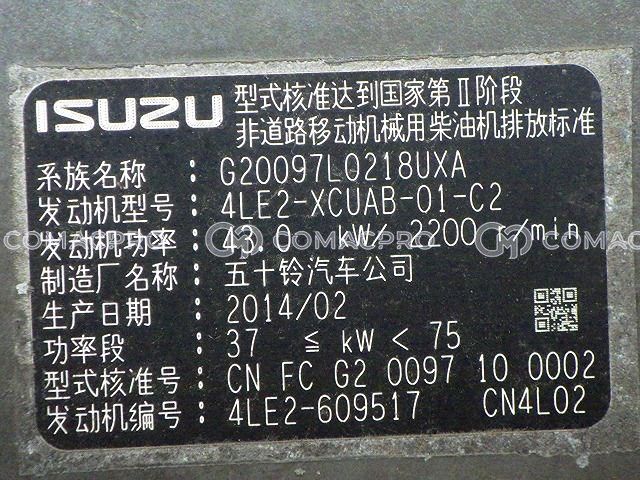 ISUZU 型式核准达到国家第Ⅱ阶段
非道路移动机械用柴油机排放标准
系族名称 : G20097LQ218UXA
发动机型号: 4LE2-XCUAB-01-C2
发动机功率: 43.0 kW/ 2200 r/min
COMACPRO COMACPRO
制造厂名称: 五十铃汽车公司
生产日期 : 2014/02
功率段 : 37 ≦ kW < 75
型式核准号: CN FC G2 0097 10 0002
发动机编号: 4LE2-609517 CN4L02